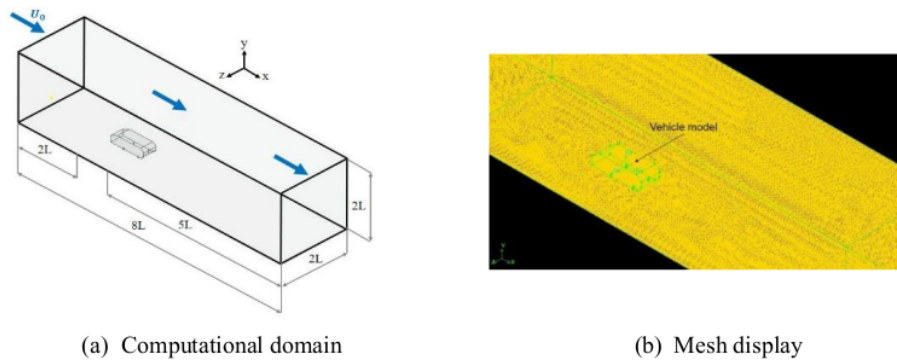 U₀
y
z
x
2L
5L
8L
2L
2L
Vehicle model
Y
(a) Computational domain
(b) Mesh display